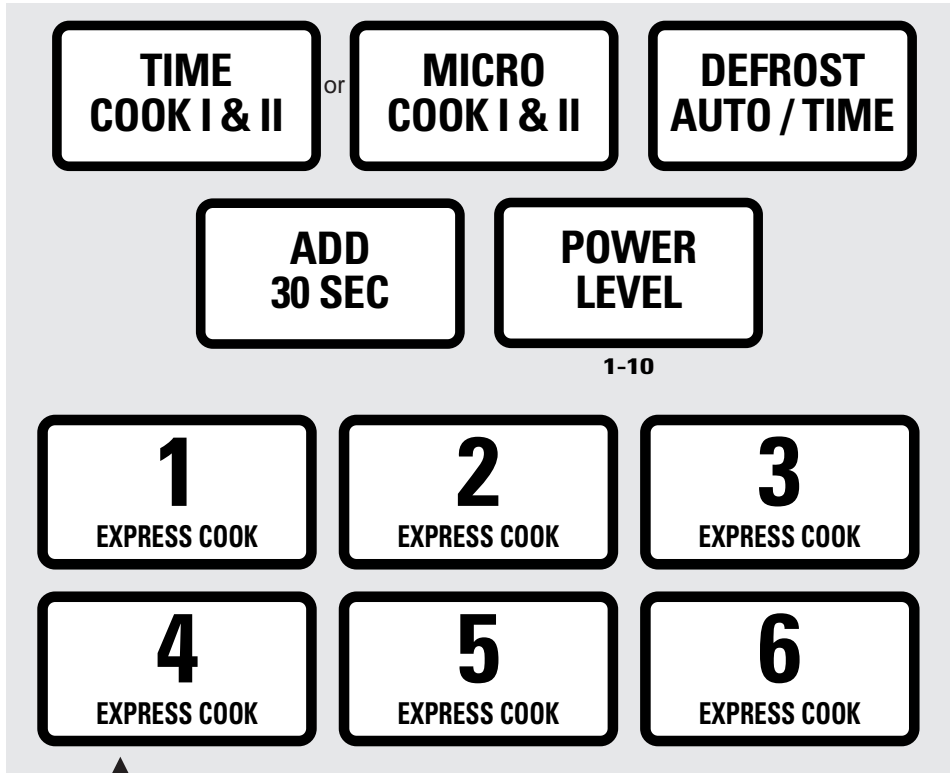 TIME
COOK I & II
or
MICRO
COOK I & II
DEFROST
AUTO / TIME
ADD
30 SEC
POWER
LEVEL
1-10
1
EXPRESS COOK
2
EXPRESS COOK
3
EXPRESS COOK
4
EXPRESS COOK
5
EXPRESS COOK
6
EXPRESS COOK